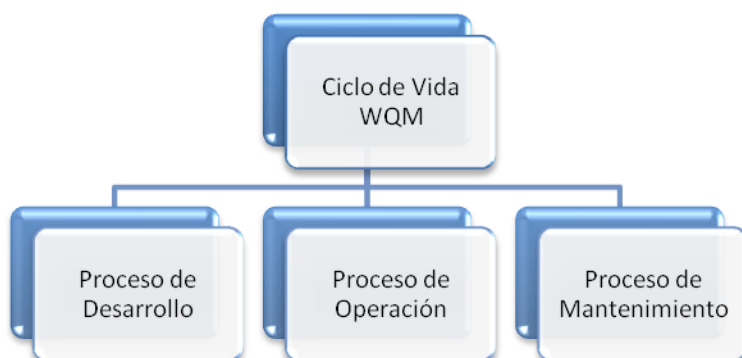 Ciclo de Vida
WQM
Proceso de
Desarrollo
Proceso de
Operación
Proceso de
Mantenimiento